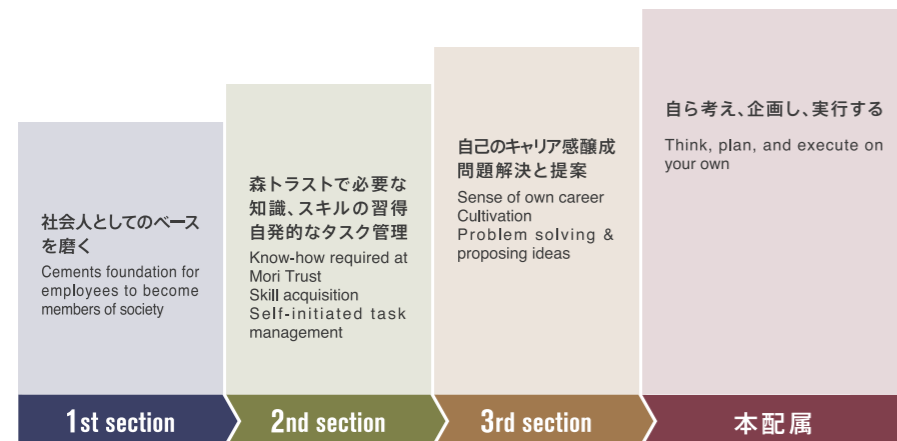 社会人としてのベース
を磨く
Cements foundation for
employees to become
members of society
森トラストで必要な
知識、スキルの習得
自発的なタスク管理
Know-how required at
Mori Trust
Skill acquisition
Self-initiated task
management
自己のキャリア感醸成
問題解決と提案
Sense of own career
Cultivation
Problem solving &
proposing ideas
自ら考え、企画し、実行する
Think, plan, and execute on
your own
1st section
2nd section
3rd section
本配属